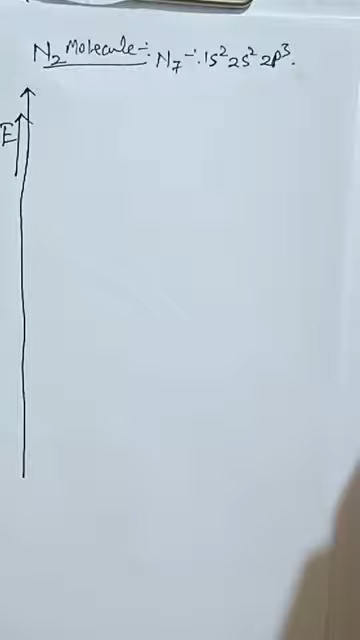 N₂ Molecule÷ N₇ ÷ 1s² 2s² 2p³.
E